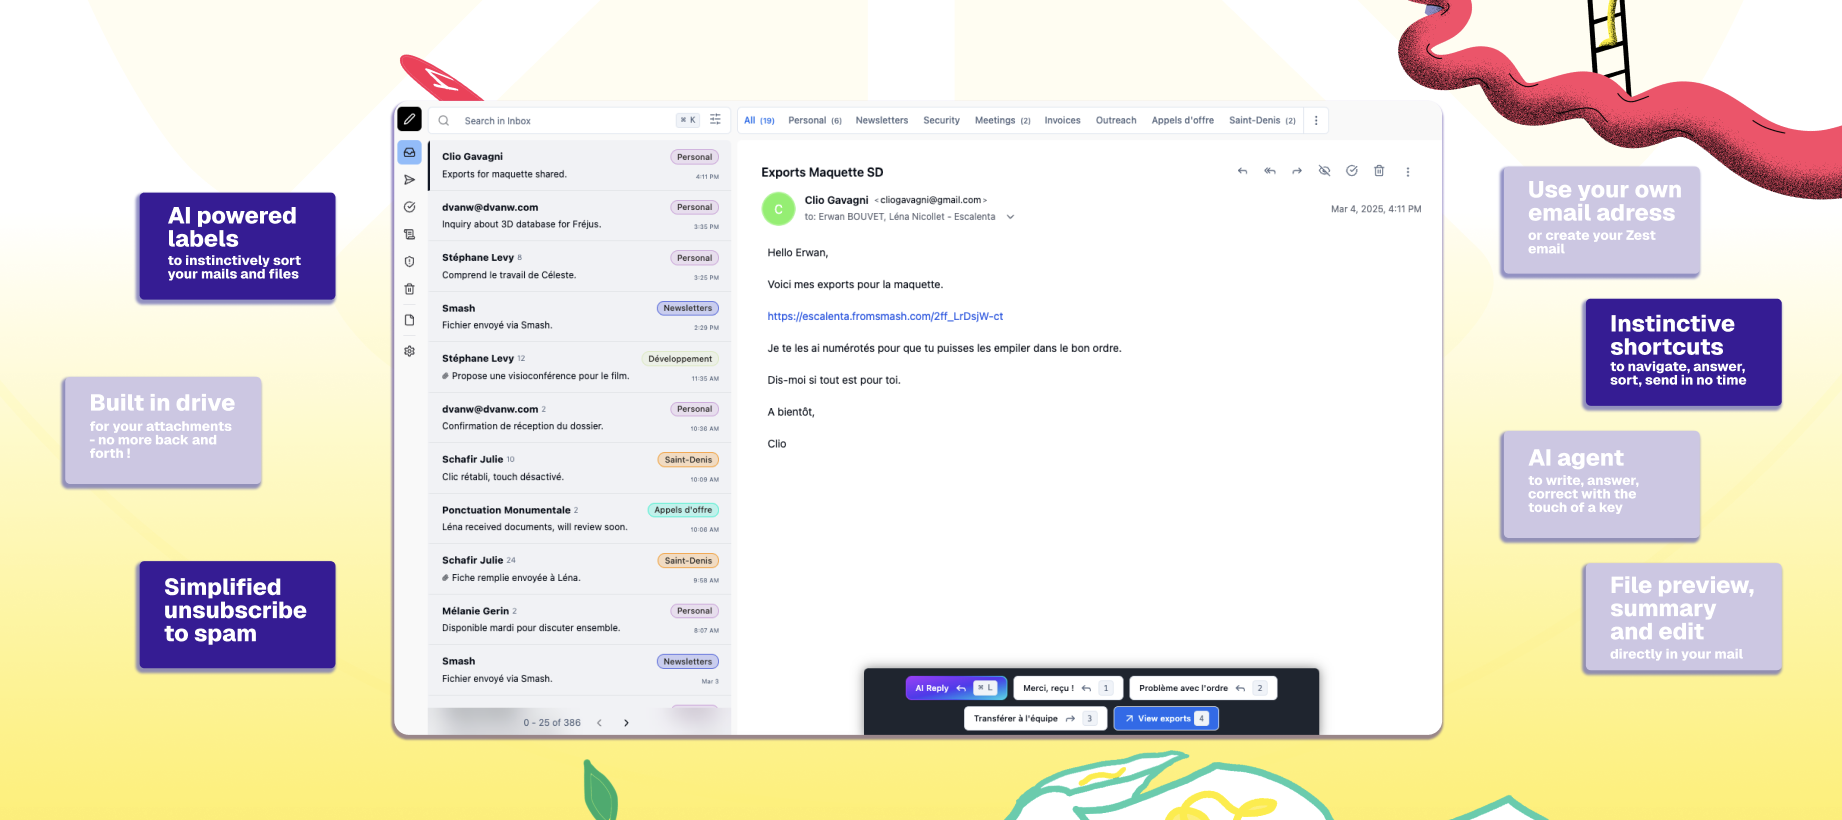 AI powered
labels
to instinctively sort
your mails and files
Built in drive
for your attachments
- no more back and
forth !
Simplified
unsubscribe
to spam
Search in Inbox
⌘ K
All (19) Personal (6) Newsletters Security Meetings (2) Invoices Outreach Appels d'offre Saint-Denis (2)
Clio Gavagni Personal
Exports for maquette shared. 4:11 PM
dvanw@dvanw.com Personal
Inquiry about 3D database for Fréjus. 3:35 PM
Stéphane Levy 8 Personal
Comprend le travail de Céleste. 3:25 PM
Smash Newsletters
Fichier envoyé via Smash. 2:29 PM
Stéphane Levy 12 Développement
Propose une visioconférence pour le film. 11:35 AM
dvanw@dvanw.com 2 Personal
Confirmation de réception du dossier. 10:36 AM
Schafir Julie 10 Saint-Denis
Clic rétabli, touch désactivé. 10:09 AM
Ponctuation Monumentale 2 Appels d'offre
Léna received documents, will review soon. 10:06 AM
Schafir Julie 24 Saint-Denis
Fiche remplie envoyée à Léna. 9:58 AM
Mélanie Gerin 2 Personal
Disponible mardi pour discuter ensemble. 8:07 AM
Smash Newsletters
Fichier envoyé via Smash. Mar 3
0 - 25 of 386
Exports Maquette SD
C
Clio Gavagni <cliogavagni@gmail.com>
to: Erwan BOUVET, Léna Nicollet - Escalenta
Mar 4, 2025, 4:11 PM
Hello Erwan,
Voici mes exports pour la maquette.
https://escalenta.fromsmash.com/2ff_LrDsjW-ct
Je te les ai numérotés pour que tu puisses les empiler dans le bon ordre.
Dis-moi si tout est pour toi.
A bientôt,
Clio
AI Reply ⌘ L Merci, reçu ! 1 Problème avec l'ordre 2
Transférer à l'équipe 3 View exports 4
Use your own
email adress
or create your Zest
email
Instinctive
shortcuts
to navigate, answer,
sort, send in no time
AI agent
to write, answer,
correct with the
touch of a key
File preview,
summary
and edit
directly in your mail